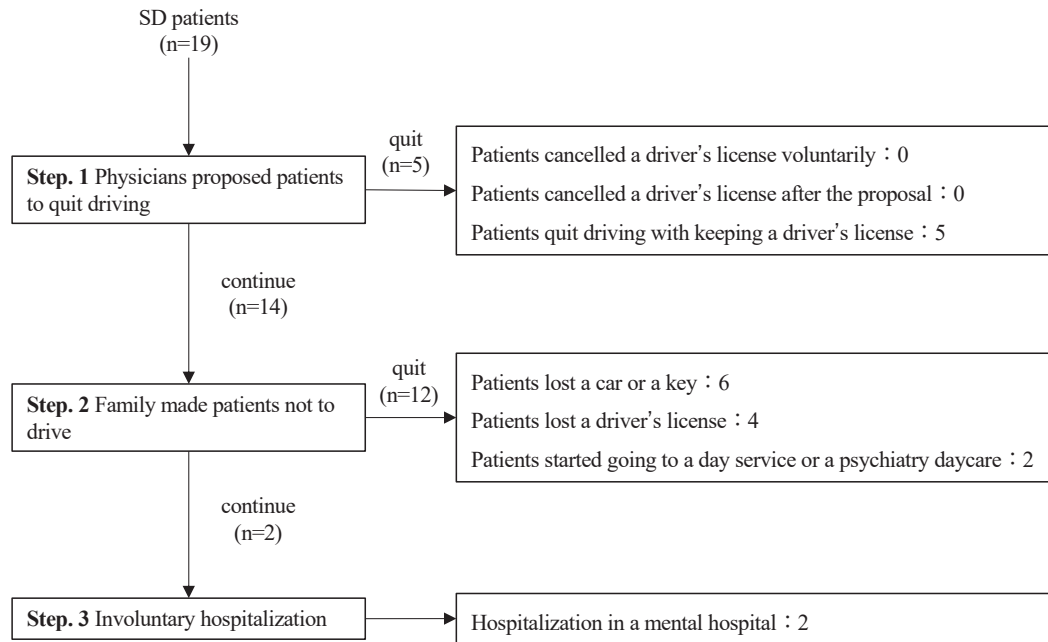 SD patients
(n=19)
quit
(n=5)
Step. 1 Physicians proposed patients
to quit driving
Patients cancelled a driver’s license voluntarily：0
Patients cancelled a driver’s license after the proposal：0
Patients quit driving with keeping a driver’s license：5
continue
(n=14)
quit
(n=12)
Step. 2 Family made patients not to
drive
Patients lost a car or a key：6
Patients lost a driver’s license：4
Patients started going to a day service or a psychiatry daycare：2
continue
(n=2)
Step. 3 Involuntary hospitalization
Hospitalization in a mental hospital：2